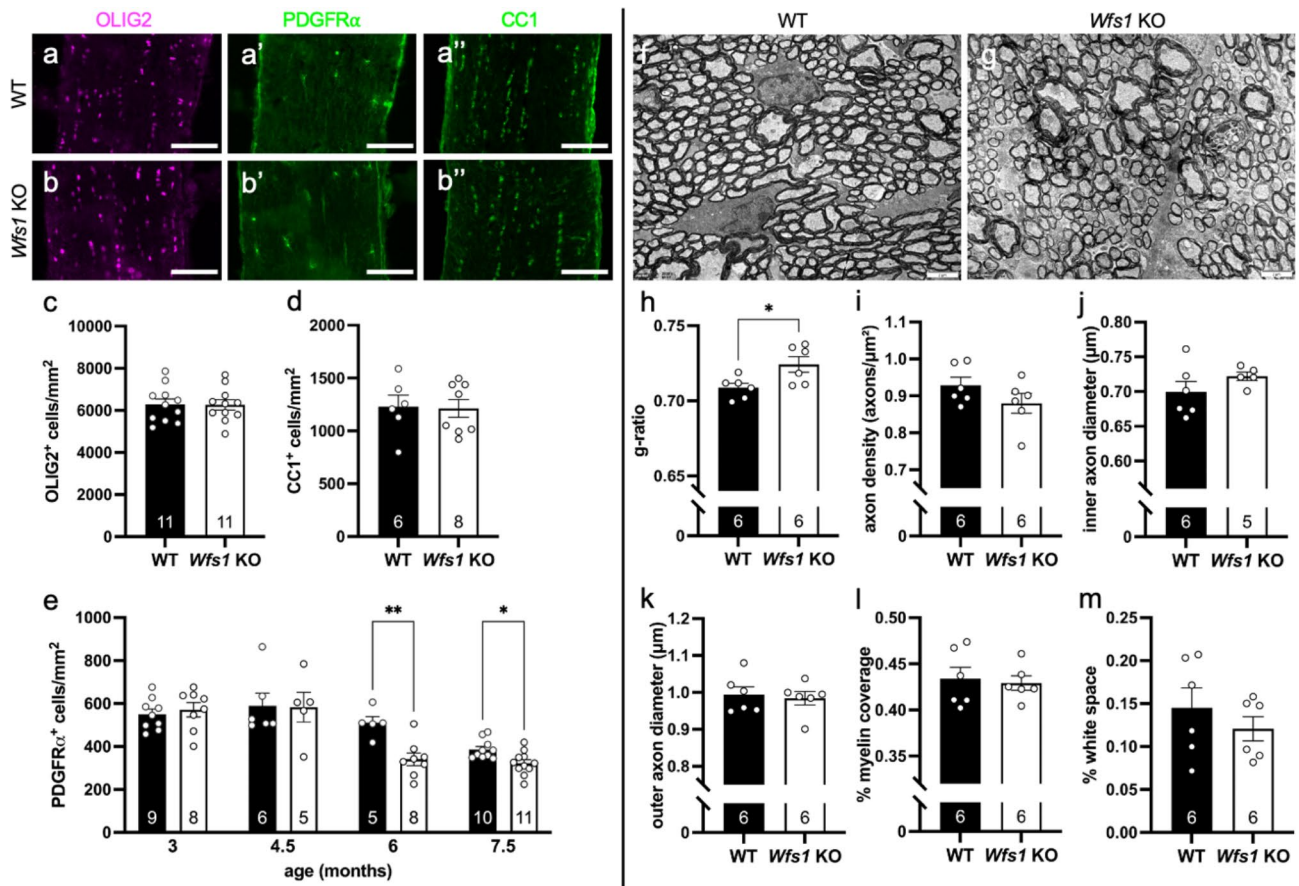 OLIG2 PDGFRα CC1
WT
a a' a''
Wfs1 KO
b b' b''
c
OLIG2⁺ cells/mm²
10000
8000
6000
4000
2000
0
11 11
WT Wfs1 KO
d
CC1⁺ cells/mm²
2000
1500
1000
500
0
6 8
WT Wfs1 KO
e
PDGFRα⁺ cells/mm²
1000
800
600
400
200
0
** *
9 8 6 5 5 8 10 11
3 4.5 6 7.5
age (months)
WT Wfs1 KO
f g
h
g-ratio
0.75
0.70
0.65
0
*
6 6
WT Wfs1 KO
i
axon density (axons/μm²)
1.1
1.0
0.9
0.8
0.7
0
6 6
WT Wfs1 KO
j
inner axon diameter (μm)
0.80
0.75
0.70
0.65
0.60
0
6 5
WT Wfs1 KO
k
outer axon diameter (μm)
1.2
1.1
1.0
0.9
0.8
0
6 6
WT Wfs1 KO
l
% myelin coverage
0.50
0.45
0.40
0.35
0
6 6
WT Wfs1 KO
m
% white space
0.25
0.20
0.15
0.10
0.05
0.00
6 6
WT Wfs1 KO